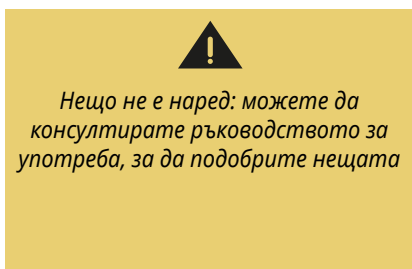 Нещо не е наред: можете да
консултирате ръководството за
употреба, за да подобрите нещата